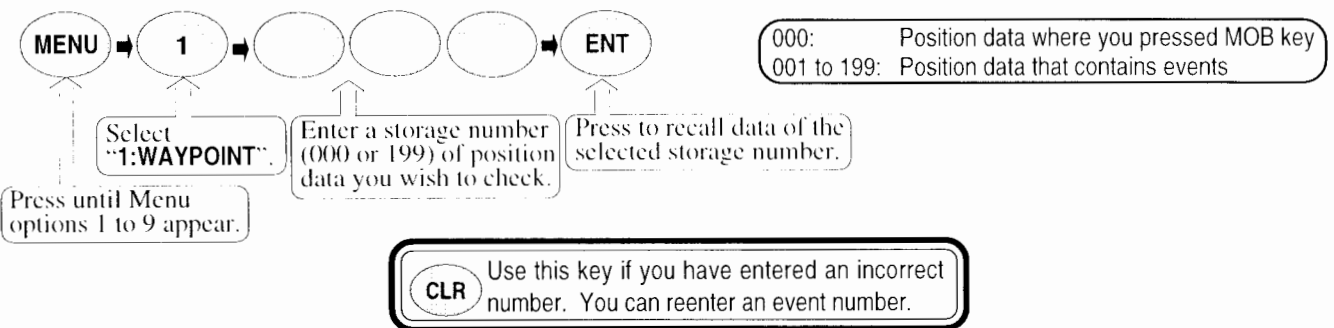 MENU 1 ENT
000: Position data where you pressed MOB key
001 to 199: Position data that contains events
Select
"1:WAYPOINT".
Enter a storage number
(000 or 199) of position
data you wish to check.
Press to recall data of the
selected storage number.
Press until Menu
options 1 to 9 appear.
CLR
Use this key if you have entered an incorrect
number. You can reenter an event number.